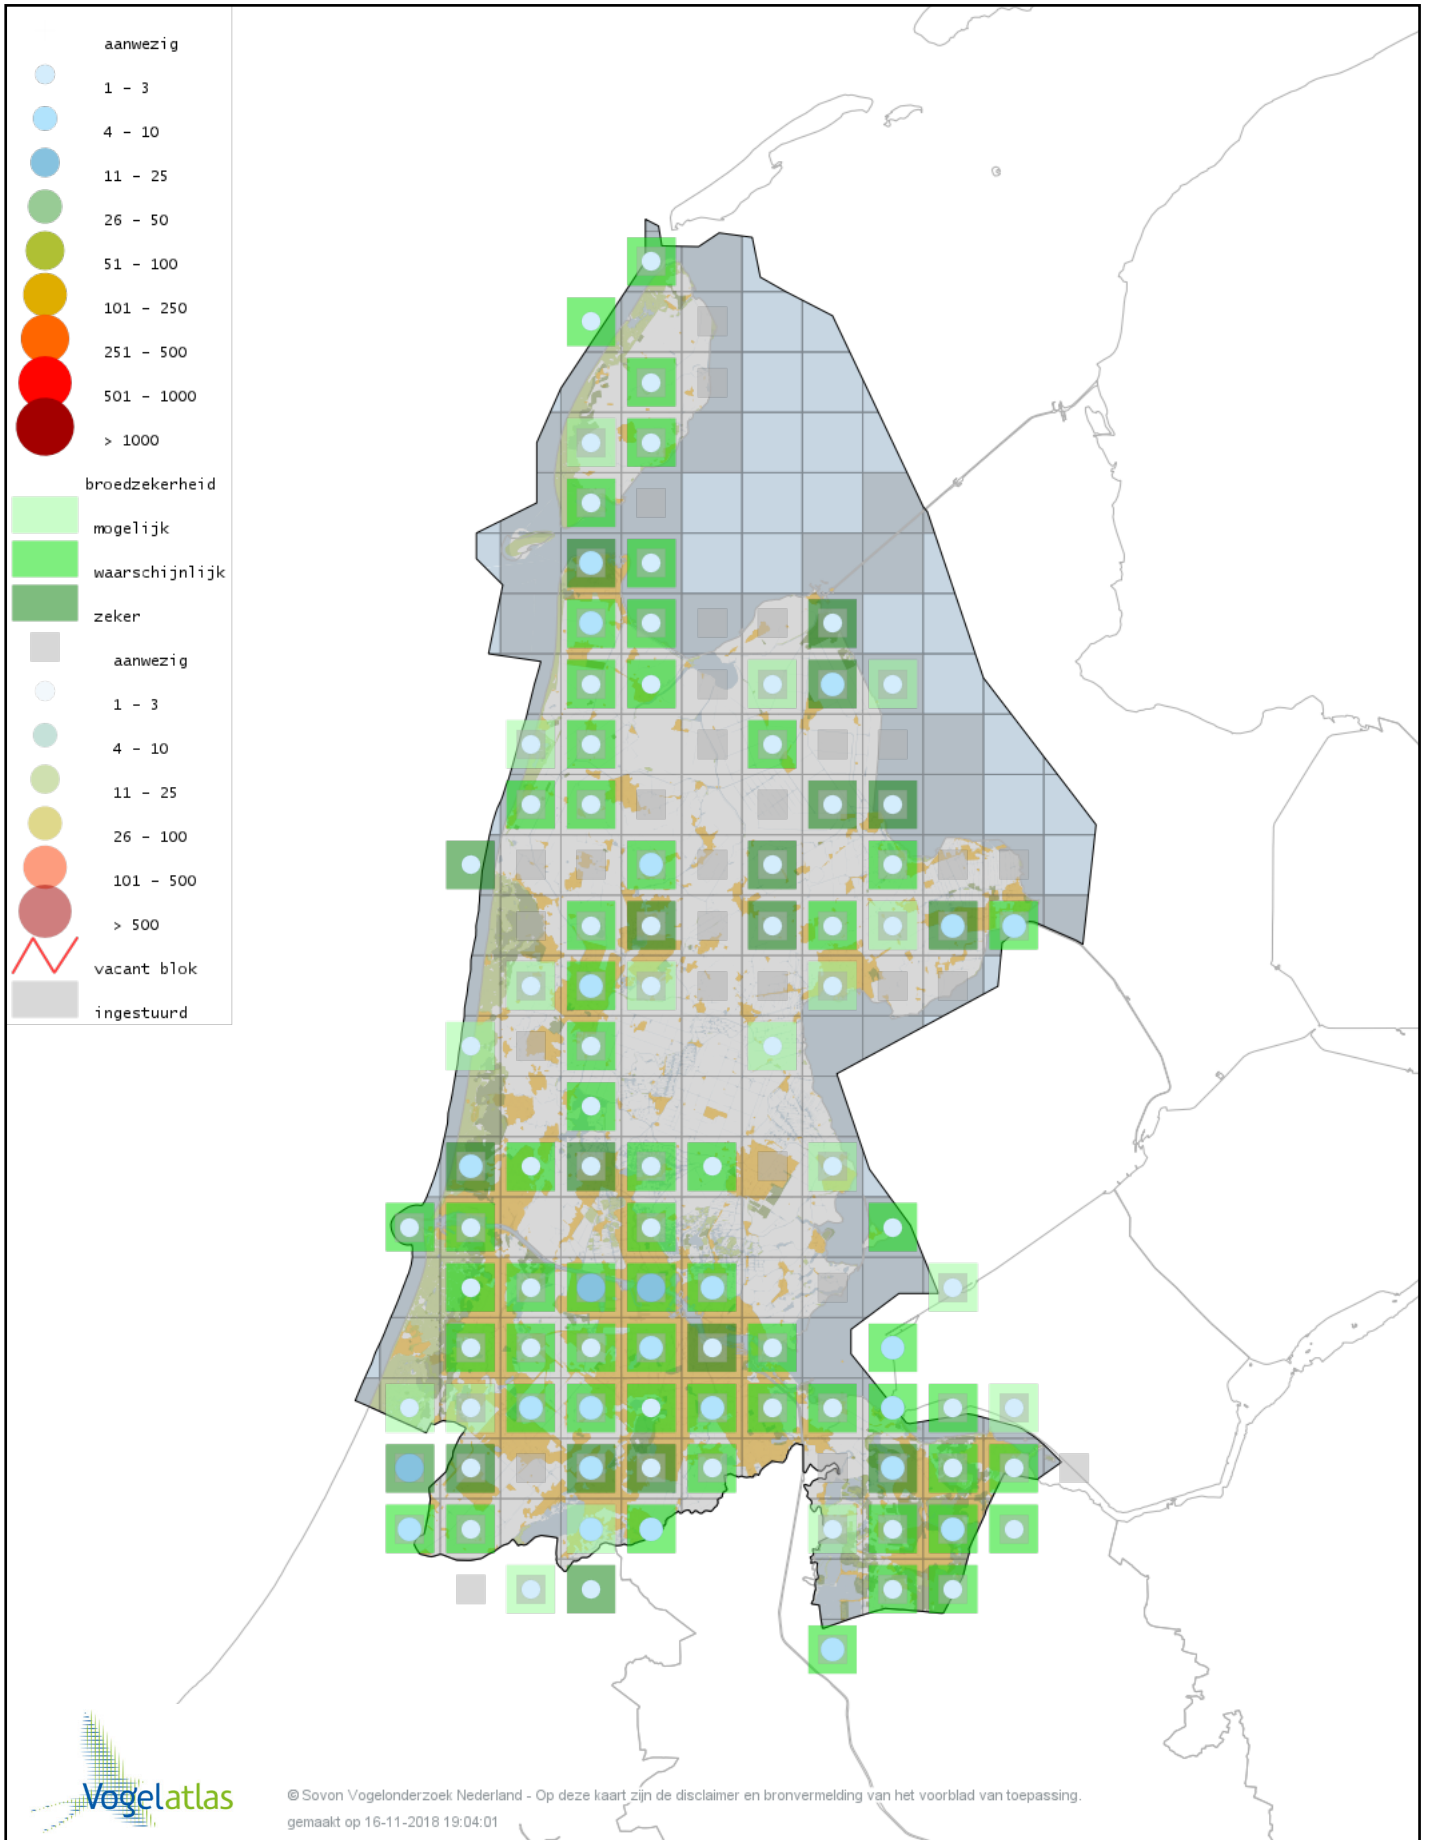 aanwezig
1 - 3
4 - 10
11 - 25
26 - 50
51 - 100
101 - 250
251 - 500
501 - 1000
> 1000
broedzekerheid
mogelijk
waarschijnlijk
zeker
aanwezig
1 - 3
4 - 10
11 - 25
26 - 100
101 - 500
> 500
vacant blok
ingestuurd
Vogelatlas
© Sovon Vogelonderzoek Nederland - Op deze kaart zijn de disclaimer en bronvermelding van het voorblad van toepassing.
gemaakt op 16-11-2018 19:04:01